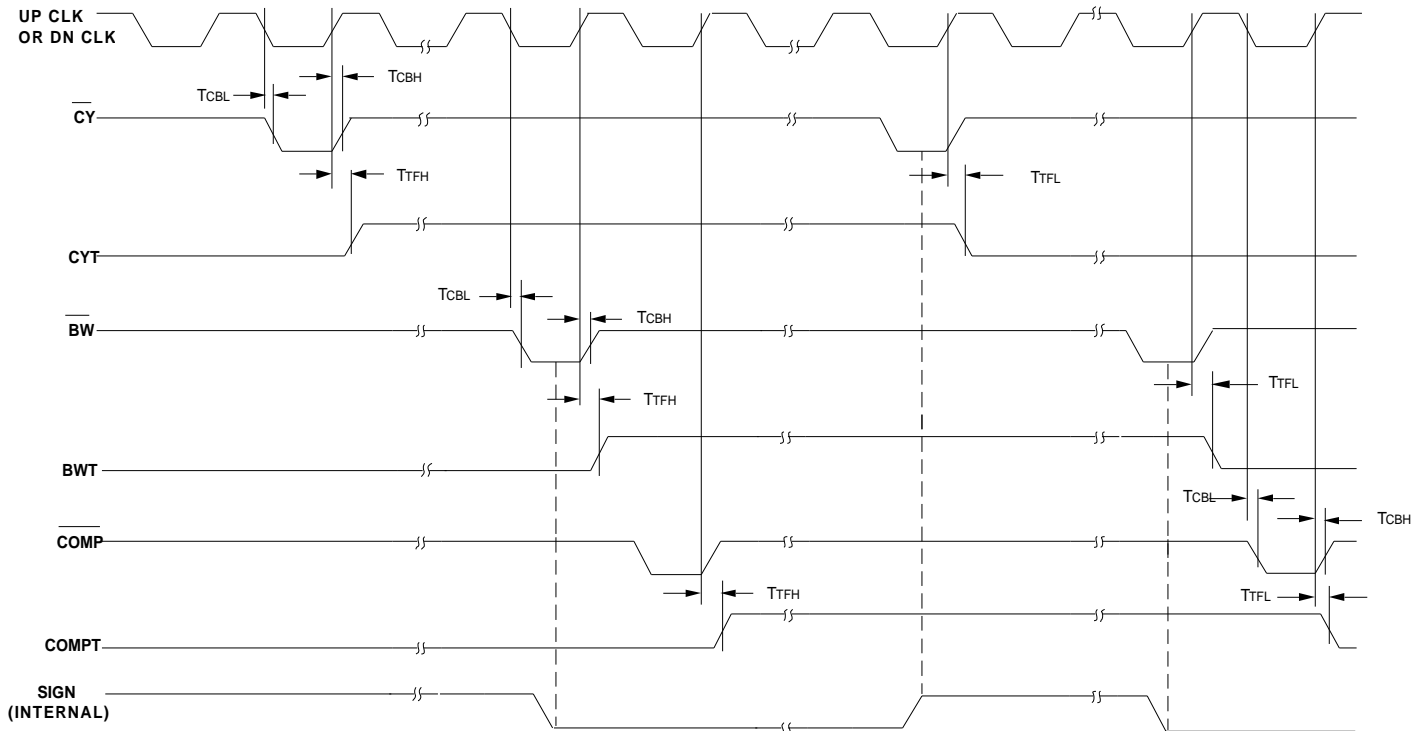 UP CLK
OR DN CLK
TCBH
TCBL
CY
TTFH
TTFL
CYT
TCBL
TCBH
BW
TTFL
TTFH
BWT
TCBL
TCBH
COMP
TTFH
TTFL
COMPT
SIGN
(INTERNAL)